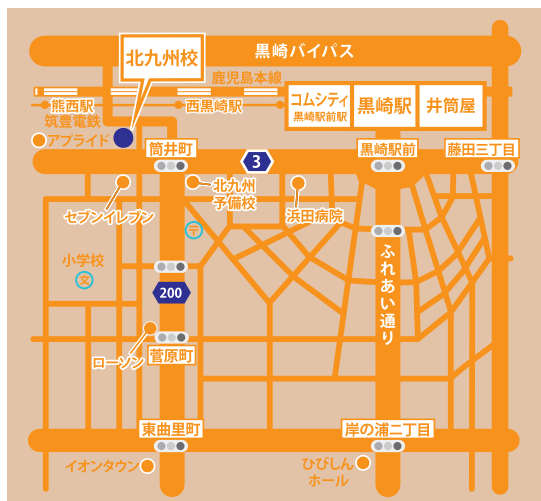 黒崎バイパス
北九州校
鹿児島本線
熊西駅
西黒崎駅
コムシティ
黒崎駅前駅
黒崎駅
井筒屋
筑豊電鉄
アプライド
筒井町
3
黒崎駅前
藤田三丁目
セブンイレブン
北九州
予備校
浜田病院
〒
小学校
文
ふれあい通り
200
ローソン
菅原町
東曲里町
岸の浦二丁目
イオンタウン
ひびしん
ホール